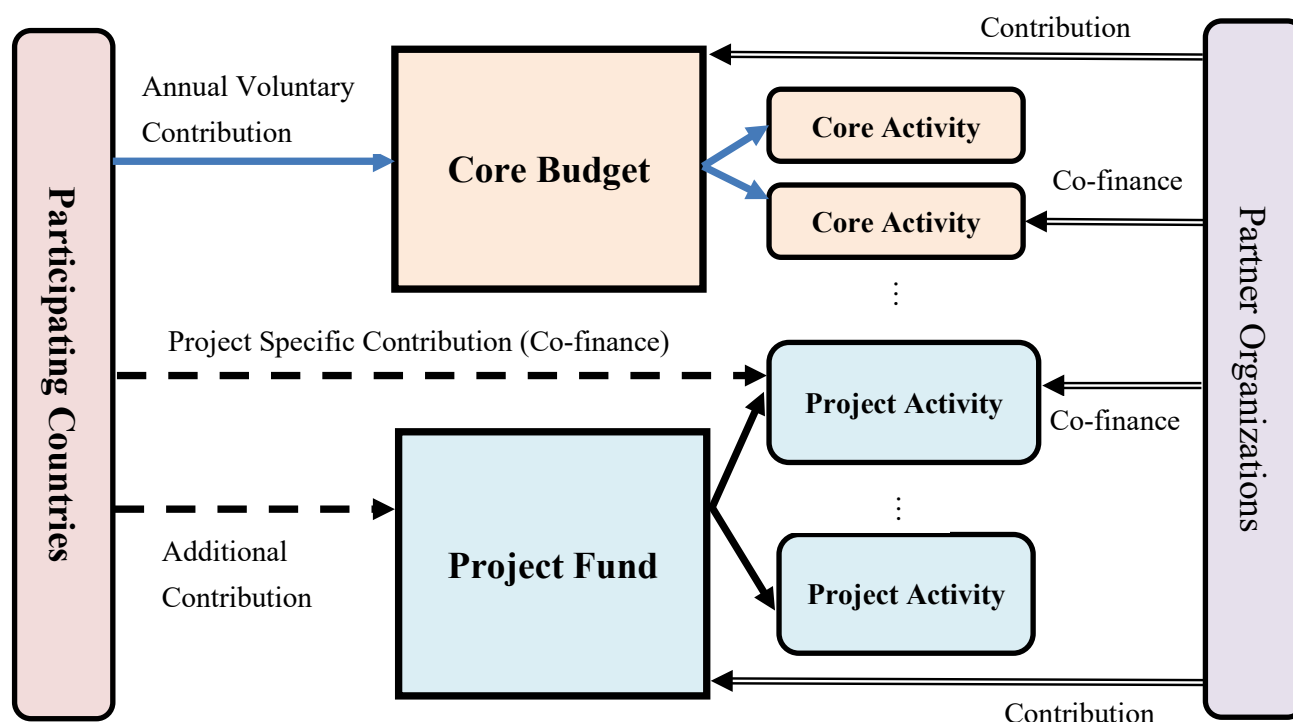 Contribution
Annual Voluntary
Contribution
Core Activity
Core Budget
Co-finance
Core Activity
Participating Countries
Partner Organizations
⋮
Project Specific Contribution (Co-finance)
Project Activity
Co-finance
⋮
Additional
Contribution
Project Fund
Project Activity
Contribution